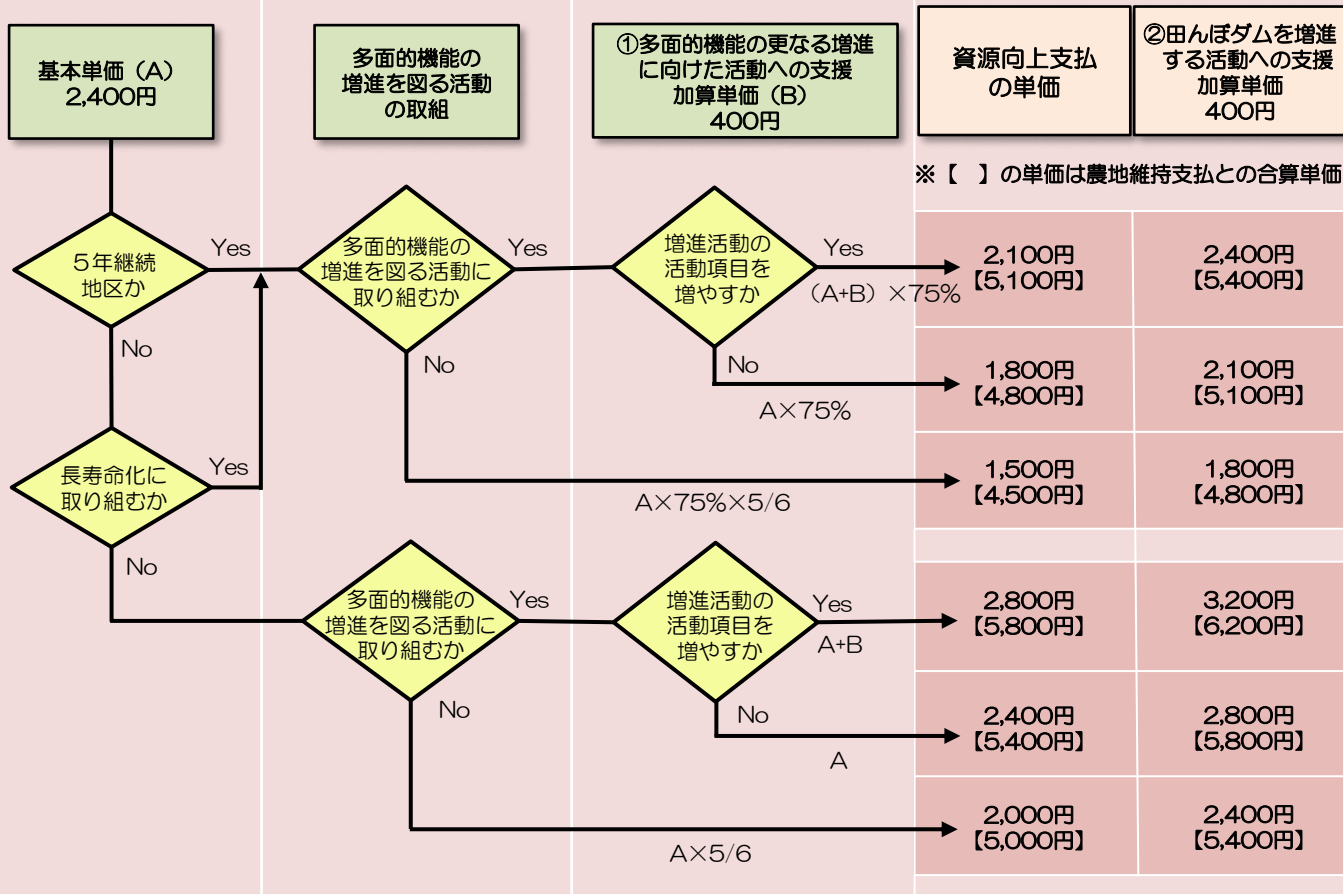 基本単価（A）
2,400円
多面的機能の
増進を図る活動
の取組
①多面的機能の更なる増進
に向けた活動への支援
加算単価（B）
400円
資源向上支払
の単価
②田んぼダムを増進
する活動への支援
加算単価
400円
※【　】の単価は農地維持支払との合算単価
５年継続
地区か
Yes
No
多面的機能の
増進を図る活動に
取り組むか
Yes
No
増進活動の
活動項目を
増やすか
Yes
（A+B）×75%
No
A×75%
A×75%×5/6
2,100円
【5,100円】
2,400円
【5,400円】
1,800円
【4,800円】
2,100円
【5,100円】
1,500円
【4,500円】
1,800円
【4,800円】
長寿命化に
取り組むか
Yes
No
多面的機能の
増進を図る活動に
取り組むか
Yes
No
増進活動の
活動項目を
増やすか
Yes
A+B
No
A
A×5/6
2,800円
【5,800円】
3,200円
【6,200円】
2,400円
【5,400円】
2,800円
【5,800円】
2,000円
【5,000円】
2,400円
【5,400円】